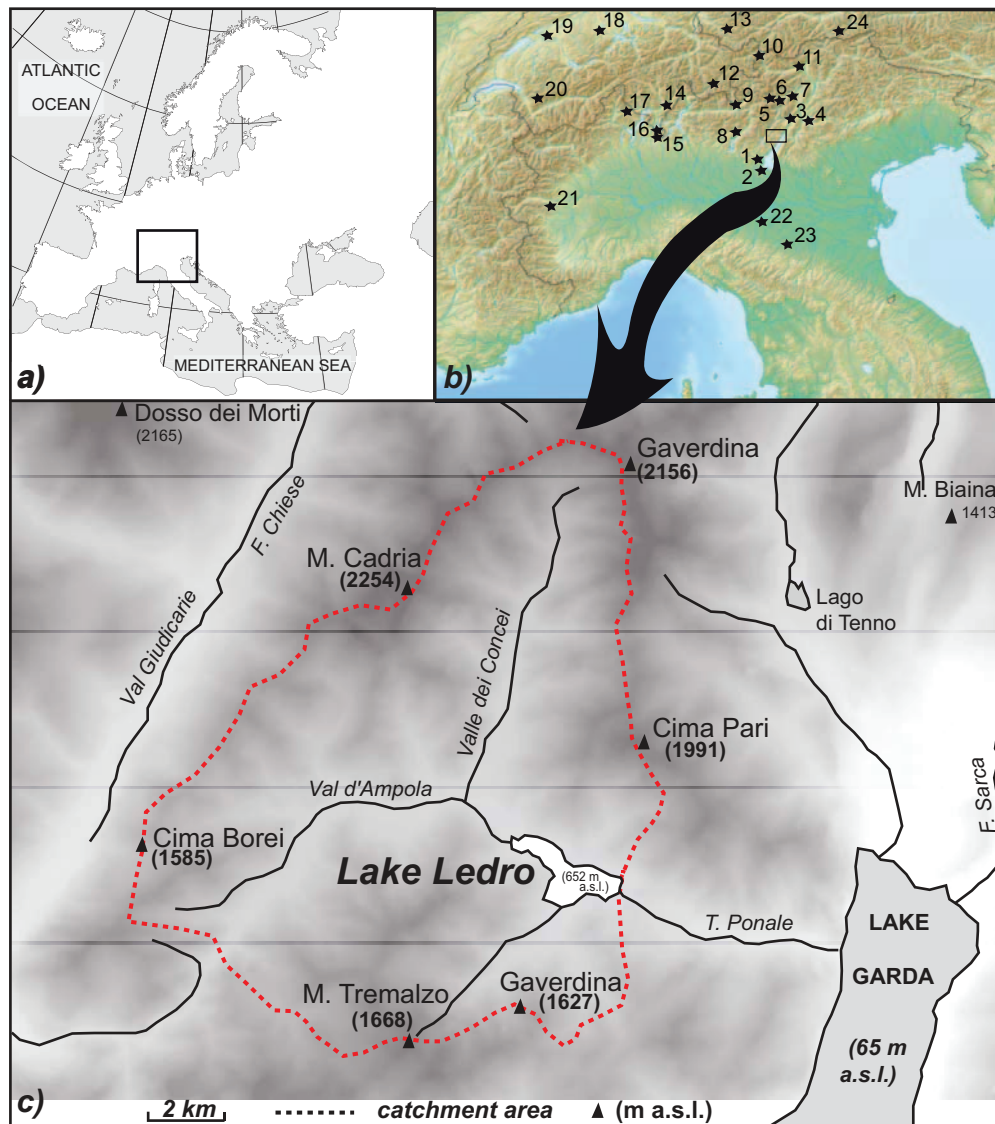 ATLANTIC
OCEAN
MEDITERRANEAN SEA
a)
19
18
13
24
10
11
12
20
14
9
6
7
17
5
3
4
16
15
8
1
2
21
22
23
b)
Dosso dei Morti
(2165)
F. Chiese
Gaverdina
(2156)
M. Biaina
1413
M. Cadria
(2254)
Lago
di Tenno
Val Giudicarie
Valle dei Concei
Cima Pari
(1991)
Val d'Ampola
F. Sarca
Cima Borei
(1585)
Lake Ledro
(652 m
a.s.l.)
T. Ponale
LAKE
GARDA
(65 m
a.s.l.)
M. Tremalzo
(1668)
Gaverdina
(1627)
c)
2 km
catchment area
(m a.s.l.)